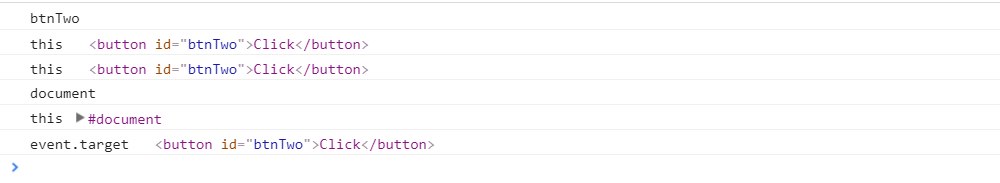 btnTwo
this <button id="btnTwo">Click</button>
this <button id="btnTwo">Click</button>
document
this ▶#document
event.target <button id="btnTwo">Click</button>
>